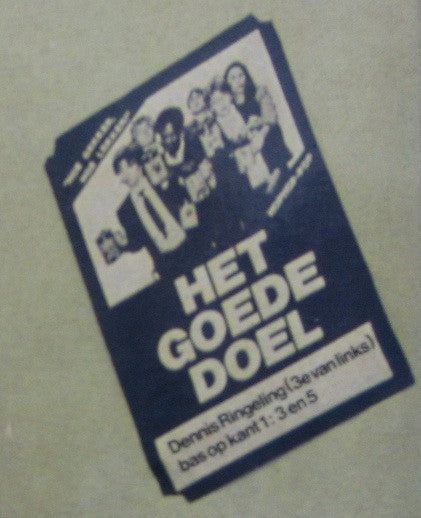 HET
GOEDE
DOEL
Dennis Ringeling (3e van links)
bas op kant 1: 3 en 5